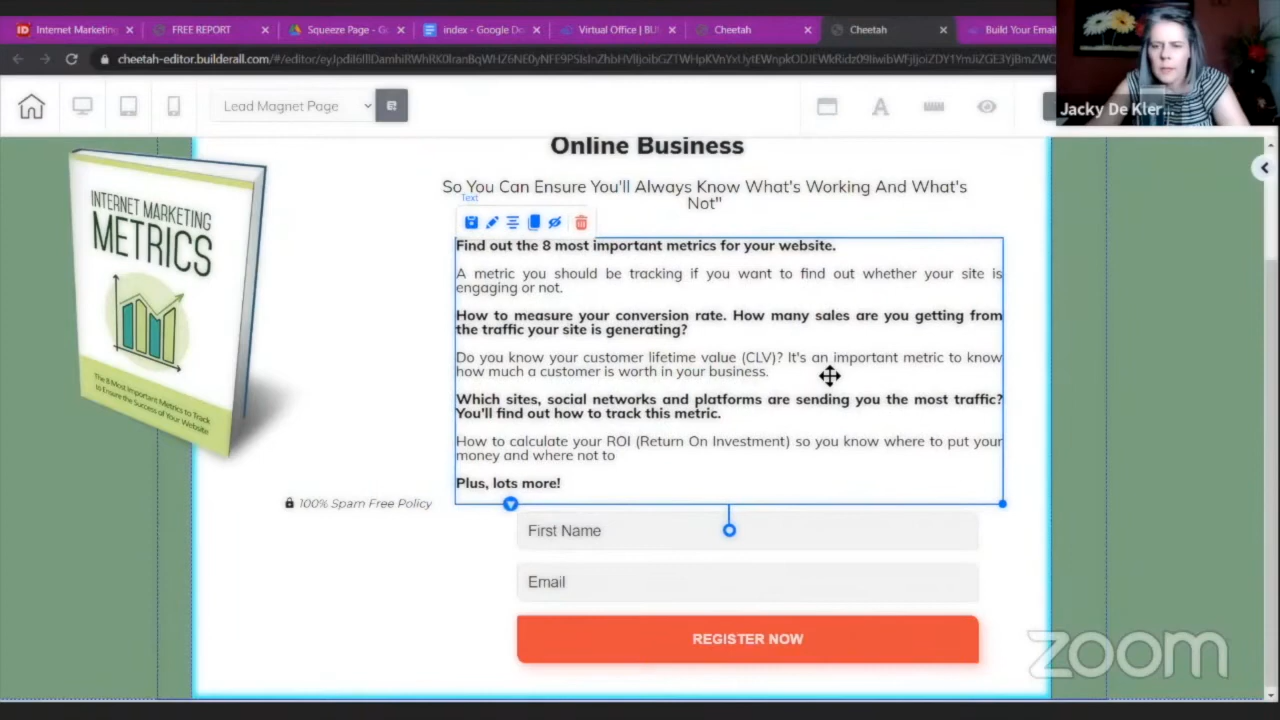 Internet Marketing
FREE REPORT
Squeeze Page - Go
index - Google Do
Virtual Office | BU
Cheetah
Cheetah
Build Your Email
cheetah-editor.builderall.com
Jacky De Kler...
Lead Magnet Page
Online Business
So You Can Ensure You'll Always Know What's Working And What's
Not"
Text
Find out the 8 most important metrics for your website.
A metric you should be tracking if you want to find out whether your site is
engaging or not.
How to measure your conversion rate. How many sales are you getting from
the traffic your site is generating?
Do you know your customer lifetime value (CLV)? It's an important metric to know
how much a customer is worth in your business.
Which sites, social networks and platforms are sending you the most traffic?
You'll find out how to track this metric.
How to calculate your ROI (Return On Investment) so you know where to put your
money and where not to
Plus, lots more!
INTERNET MARKETING
METRICS
The 8 Most Important Metrics to Track
to Ensure the Success of Your Website
100% Spam Free Policy
First Name
Email
REGISTER NOW
zoom